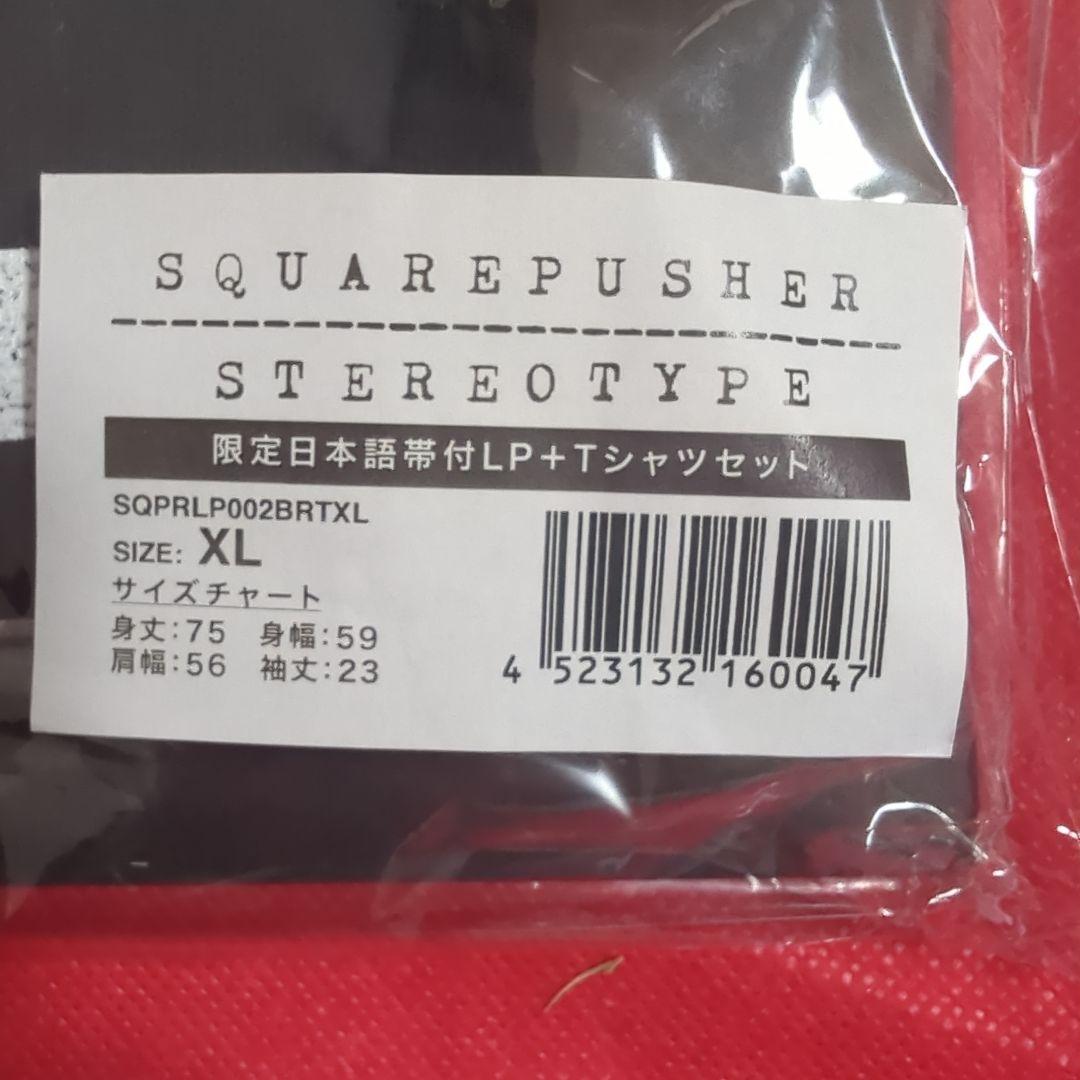 SQUAREPUSHER
STEREOTYPE
限定日本語帯付LP+Tシャツセット
SQPRLP002BRTXL
SIZE: XL
サイズチャート
身丈:75 身幅:59
肩幅:56 袖丈:23
4 523132 160047